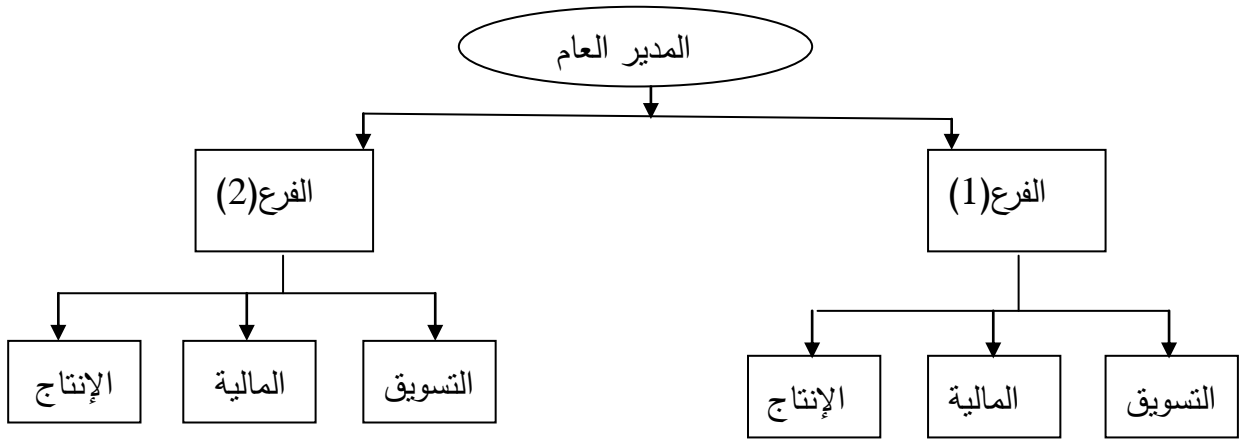 المدير العام
الفرع(1)
الفرع(2)
التسويق
المالية
الإنتاج
التسويق
المالية
الإنتاج